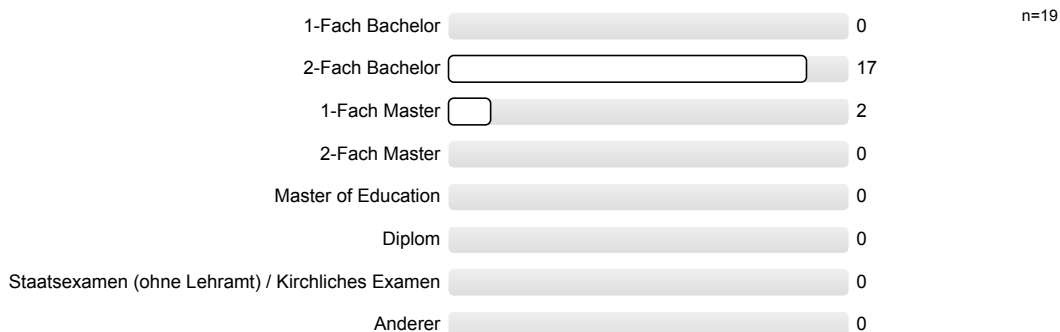 1-Fach Bachelor 0 n=19
2-Fach Bachelor 17
1-Fach Master 2
2-Fach Master 0
Master of Education 0
Diplom 0
Staatsexamen (ohne Lehramt) / Kirchliches Examen 0
Anderer 0